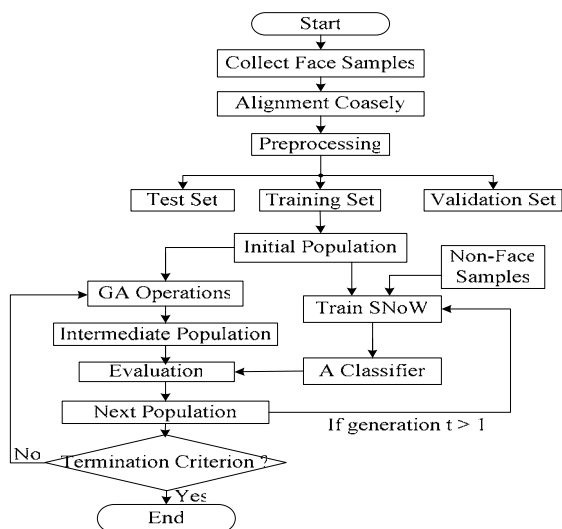 Start
Collect Face Samples
Alignment Coasely
Preprocessing
Test Set
Training Set
Validation Set
Initial Population
Non-Face
Samples
GA Operations
Train SNoW
Intermediate Population
Evaluation
A Classifier
Next Population
If generation t > 1
No
Termination Criterion ?
Yes
End